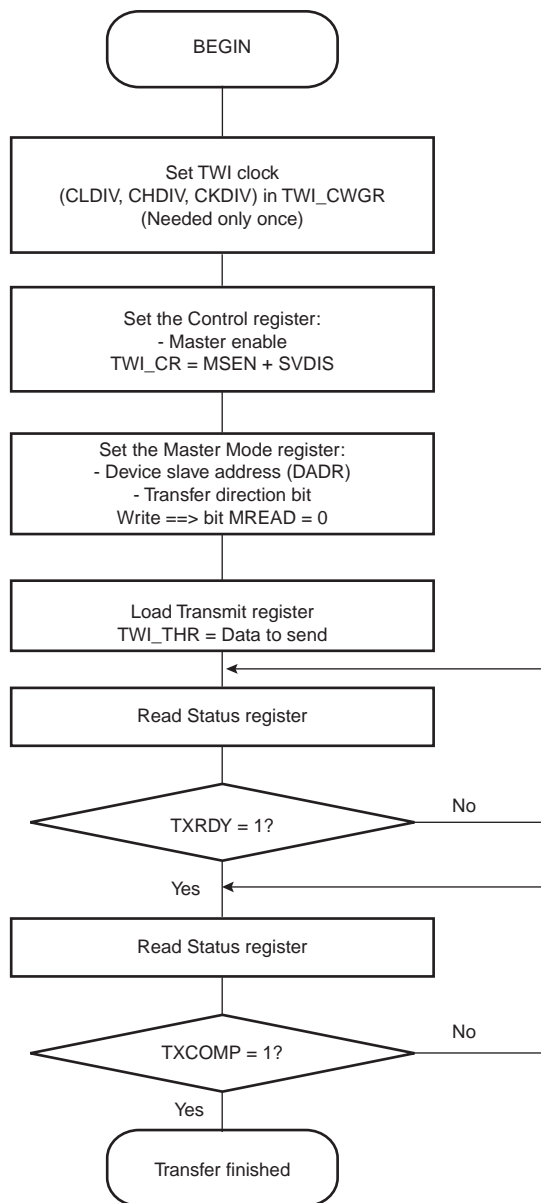 BEGIN
Set TWI clock
(CLDIV, CHDIV, CKDIV) in TWI_CWGR
(Needed only once)
Set the Control register:
- Master enable
TWI_CR = MSEN + SVDIS
Set the Master Mode register:
- Device slave address (DADR)
- Transfer direction bit
Write ==> bit MREAD = 0
Load Transmit register
TWI_THR = Data to send
Read Status register
TXRDY = 1?
No
Yes
Read Status register
TXCOMP = 1?
No
Yes
Transfer finished